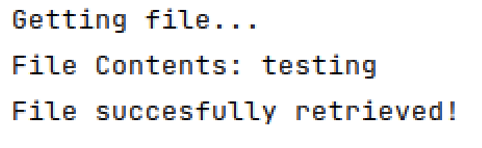 Getting file...
File Contents: testing
File succesfully retrieved!